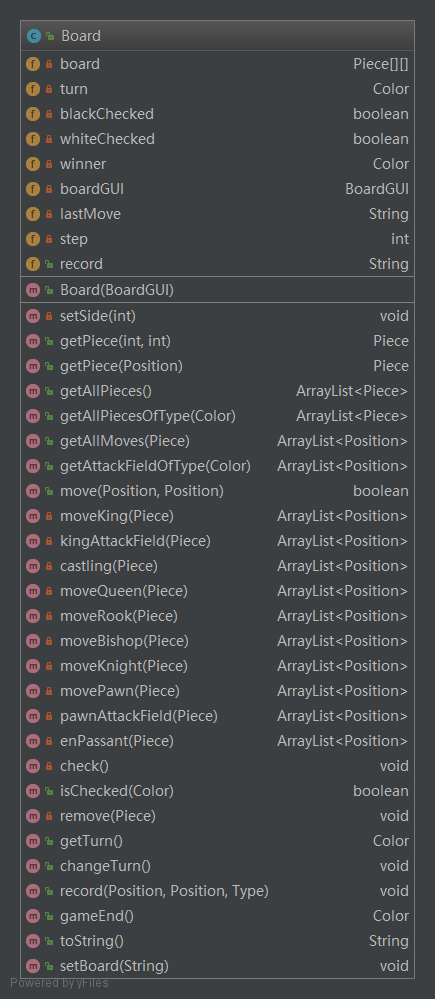 Board
board Piece[][]
turn Color
blackChecked boolean
whiteChecked boolean
winner Color
boardGUI BoardGUI
lastMove String
step int
record String
Board(BoardGUI)
setSide(int) void
getPiece(int, int) Piece
getPiece(Position) Piece
getAllPieces() ArrayList<Piece>
getAllPiecesOfType(Color) ArrayList<Piece>
getAllMoves(Piece) ArrayList<Position>
getAttackFieldOfType(Color) ArrayList<Position>
move(Position, Position) boolean
moveKing(Piece) ArrayList<Position>
kingAttackField(Piece) ArrayList<Position>
castling(Piece) ArrayList<Position>
moveQueen(Piece) ArrayList<Position>
moveRook(Piece) ArrayList<Position>
moveBishop(Piece) ArrayList<Position>
moveKnight(Piece) ArrayList<Position>
movePawn(Piece) ArrayList<Position>
pawnAttackField(Piece) ArrayList<Position>
enPassant(Piece) ArrayList<Position>
check() void
isChecked(Color) boolean
remove(Piece) void
getTurn() Color
changeTurn() void
record(Position, Position, Type) void
gameEnd() Color
toString() String
setBoard(String) void
Powered by yFiles